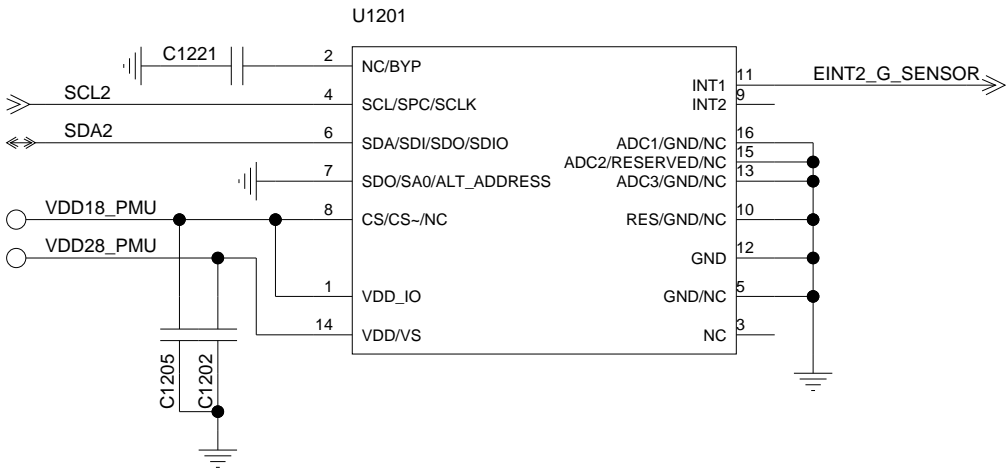 U1201
C1221
2
NC/BYP
SCL2
4
SCL/SPC/SCLK
SDA2
6
SDA/SDI/SDO/SDIO
7
SDO/SA0/ALT_ADDRESS
VDD18_PMU
8
CS/CS~/NC
VDD28_PMU
1
VDD_IO
14
VDD/VS
C1205
C1202
INT1
11
EINT2_G_SENSOR
INT2
9
ADC1/GND/NC
16
ADC2/RESERVED/NC
15
ADC3/GND/NC
13
RES/GND/NC
10
GND
12
GND/NC
5
NC
3